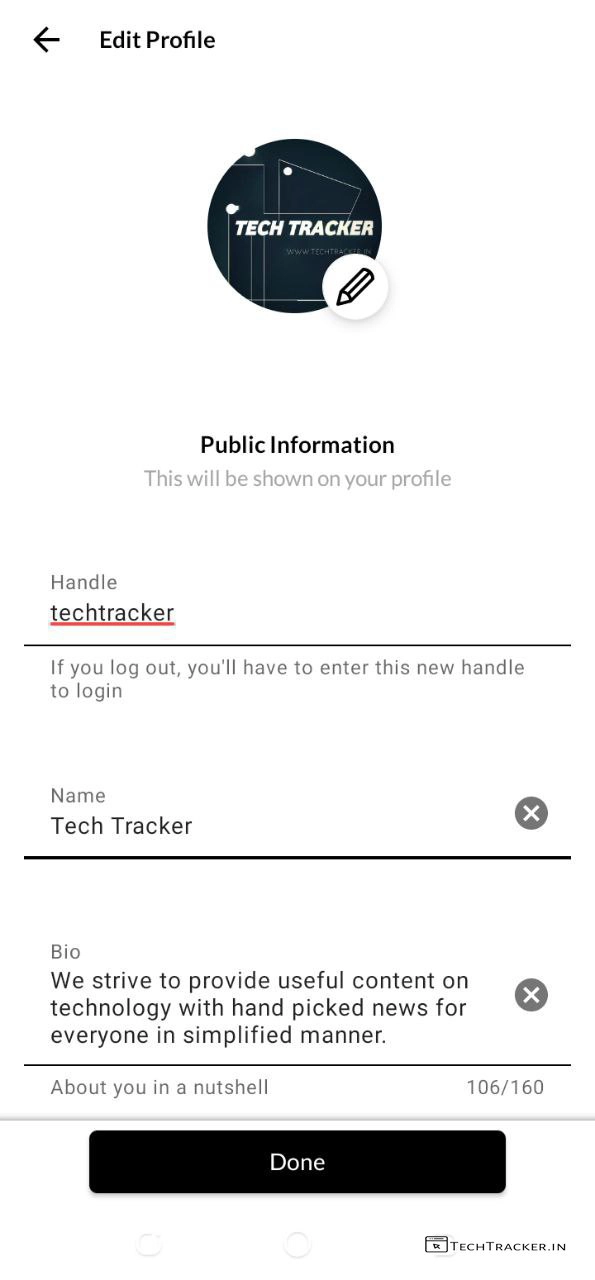 Edit Profile
TECH TRACKER
WWW.TECHTRACKER.IN
Public Information
This will be shown on your profile
Handle
techtracker
If you log out, you'll have to enter this new handle
to login
Name
Tech Tracker
Bio
We strive to provide useful content on
technology with hand picked news for
everyone in simplified manner.
About you in a nutshell 106/160
Done
TECHTRACKER.IN